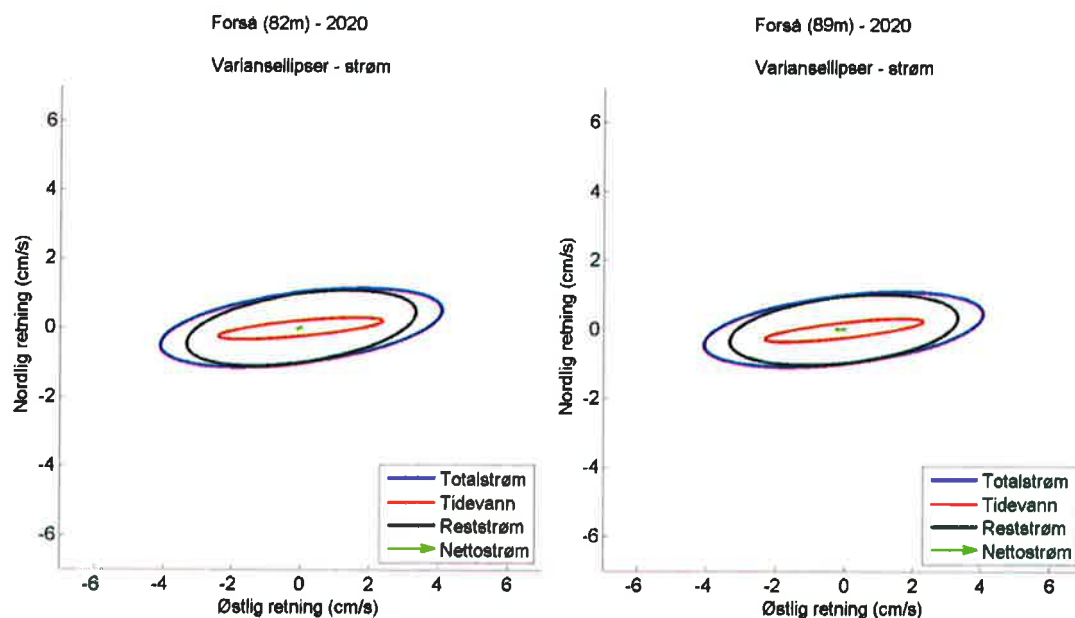 Forså (82m) - 2020
Variansellipser - strøm
Nordlig retning (cm/s)
6
4
2
0
-2
-4
-6
-6
-4
-2
0
2
4
6
Østlig retning (cm/s)
Totalstrøm
Tidevann
Reststrøm
Nettostrøm
Forså (89m) - 2020
Variansellipser - strøm
Nordlig retning (cm/s)
6
4
2
0
-2
-4
-6
-6
-4
-2
0
2
4
6
Østlig retning (cm/s)
Totalstrøm
Tidevann
Reststrøm
Nettostrøm